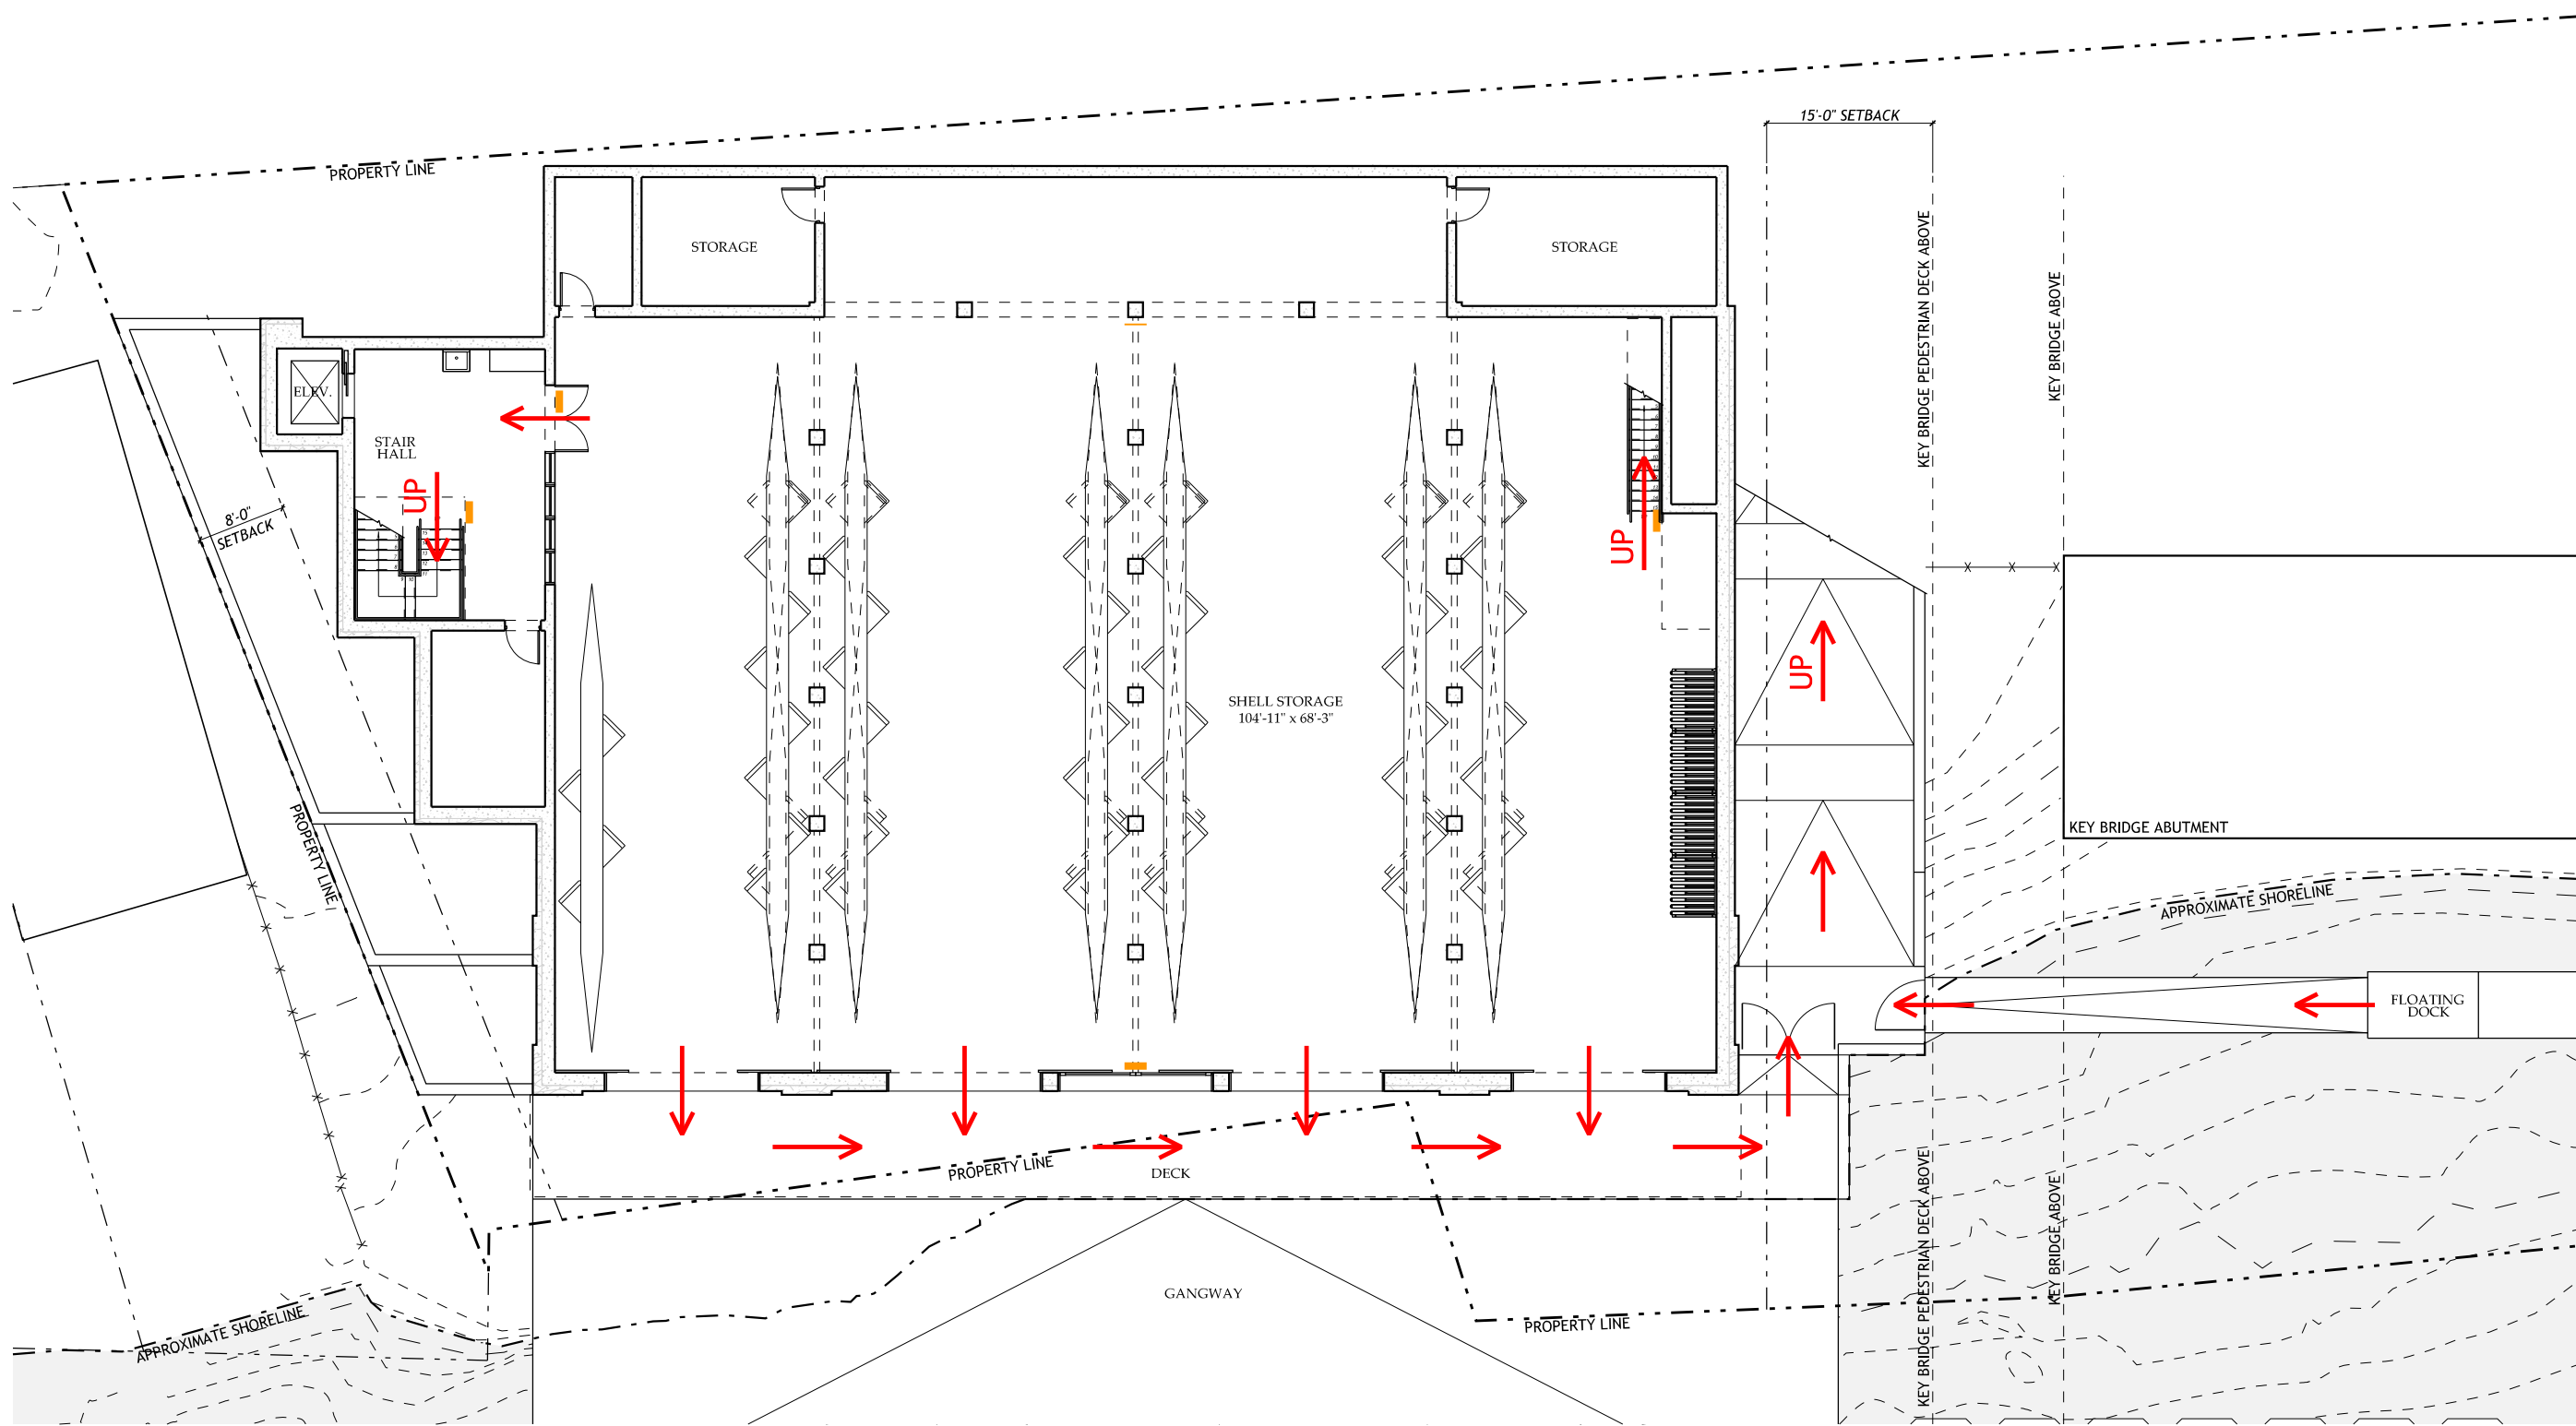 15'-0" SETBACK
PROPERTY LINE
STORAGE
STORAGE
KEY BRIDGE PEDESTRIAN DECK ABOVE
KEY BRIDGE ABOVE
ELEV.
STAIR
HALL
UP
8'-0"
SETBACK
UP
UP
SHELL STORAGE
104'-11" x 68'-3"
PROPERTY LINE
KEY BRIDGE ABUTMENT
APPROXIMATE SHORELINE
FLOATING
DOCK
PROPERTY LINE
DECK
GANGWAY
KEY BRIDGE PEDESTRIAN DECK ABOVE
KEY BRIDGE ABOVE
APPROXIMATE SHORELINE
PROPERTY LINE